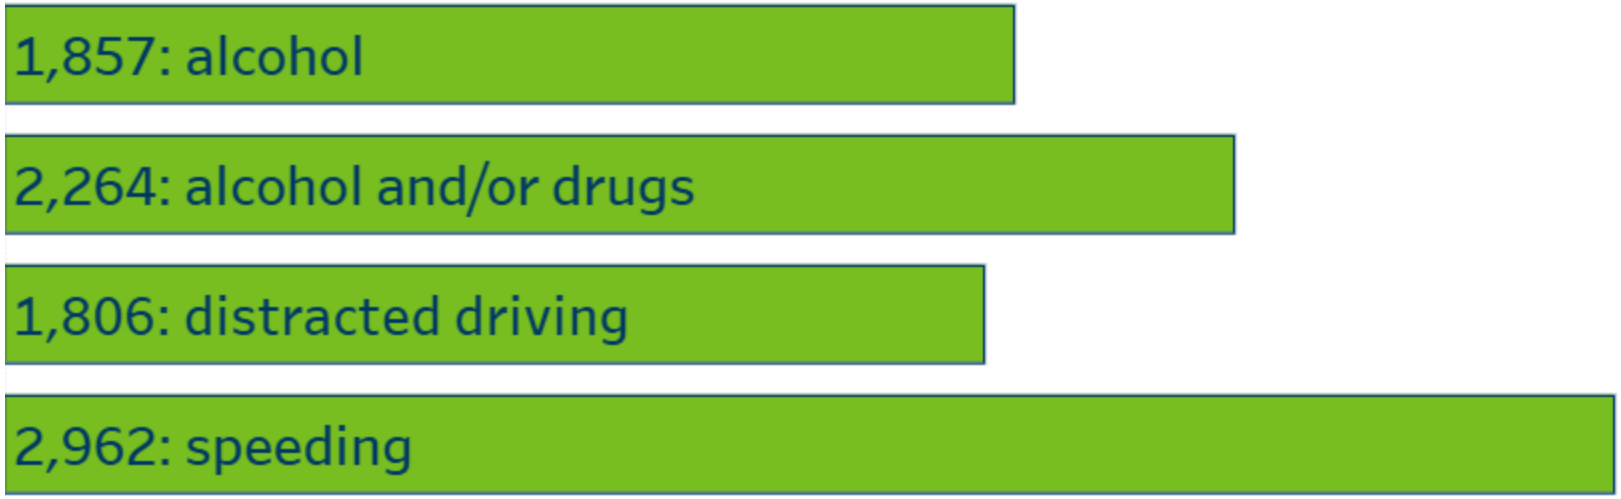 1,857: alcohol
2,264: alcohol and/or drugs
1,806: distracted driving
2,962: speeding